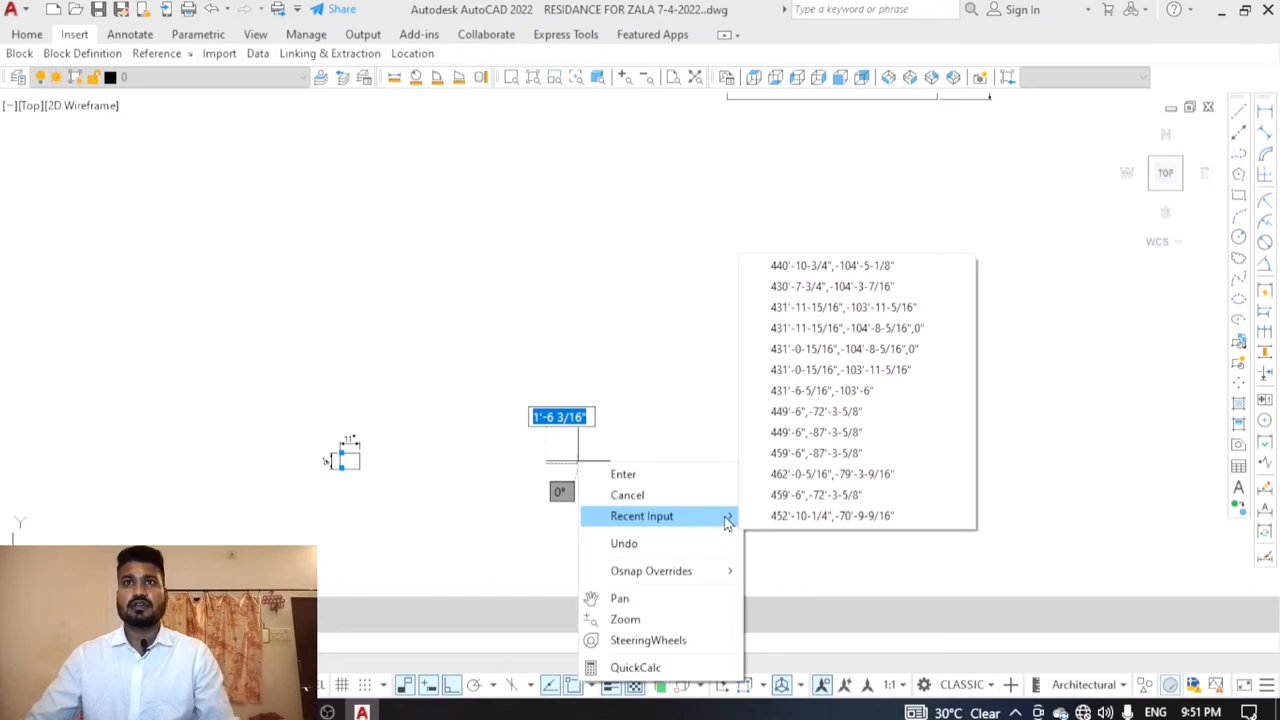 Share
Autodesk AutoCAD 2022 RESIDANCE FOR ZALA 7-4-2022..dwg
Type a keyword or phrase
Sign In
Home Insert Annotate Parametric View Manage Output Add-ins Collaborate Express Tools Featured Apps
Block Block Definition Reference Import Data Linking & Extraction Location
0
[−][Top][2D Wireframe]
N
W TOP E
S
WCS
440'-10-3/4",-104'-5-1/8"
430'-7-3/4",-104'-3-7/16"
431'-11-15/16",-103'-11-5/16"
431'-11-15/16",-104'-8-5/16",0"
431'-0-15/16",-104'-8-5/16",0"
431'-0-15/16",-103'-11-5/16"
431'-6-5/16",-103'-6"
449'-6",-72'-3-5/8"
449'-6",-87'-3-5/8"
459'-6",-87'-3-5/8"
462'-0-5/16",-79'-3-9/16"
459'-6",-72'-3-5/8"
452'-10-1/4",-70'-9-9/16"
1'-6 3/16"
11"
0°
Enter
Cancel
Recent Input
Undo
Osnap Overrides
Pan
Zoom
SteeringWheels
QuickCalc
Y
1:1 CLASSIC Architectural
30°C Clear ENG 9:51 PM